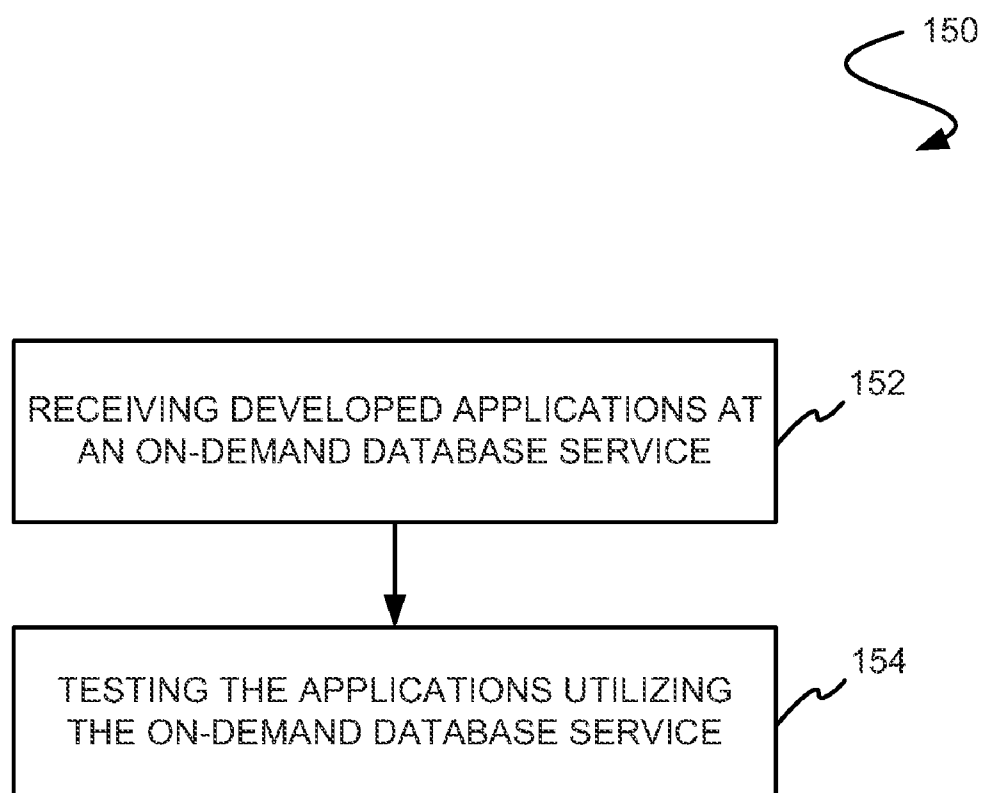 150
RECEIVING DEVELOPED APPLICATIONS AT
AN ON-DEMAND DATABASE SERVICE
152
TESTING THE APPLICATIONS UTILIZING
THE ON-DEMAND DATABASE SERVICE
154